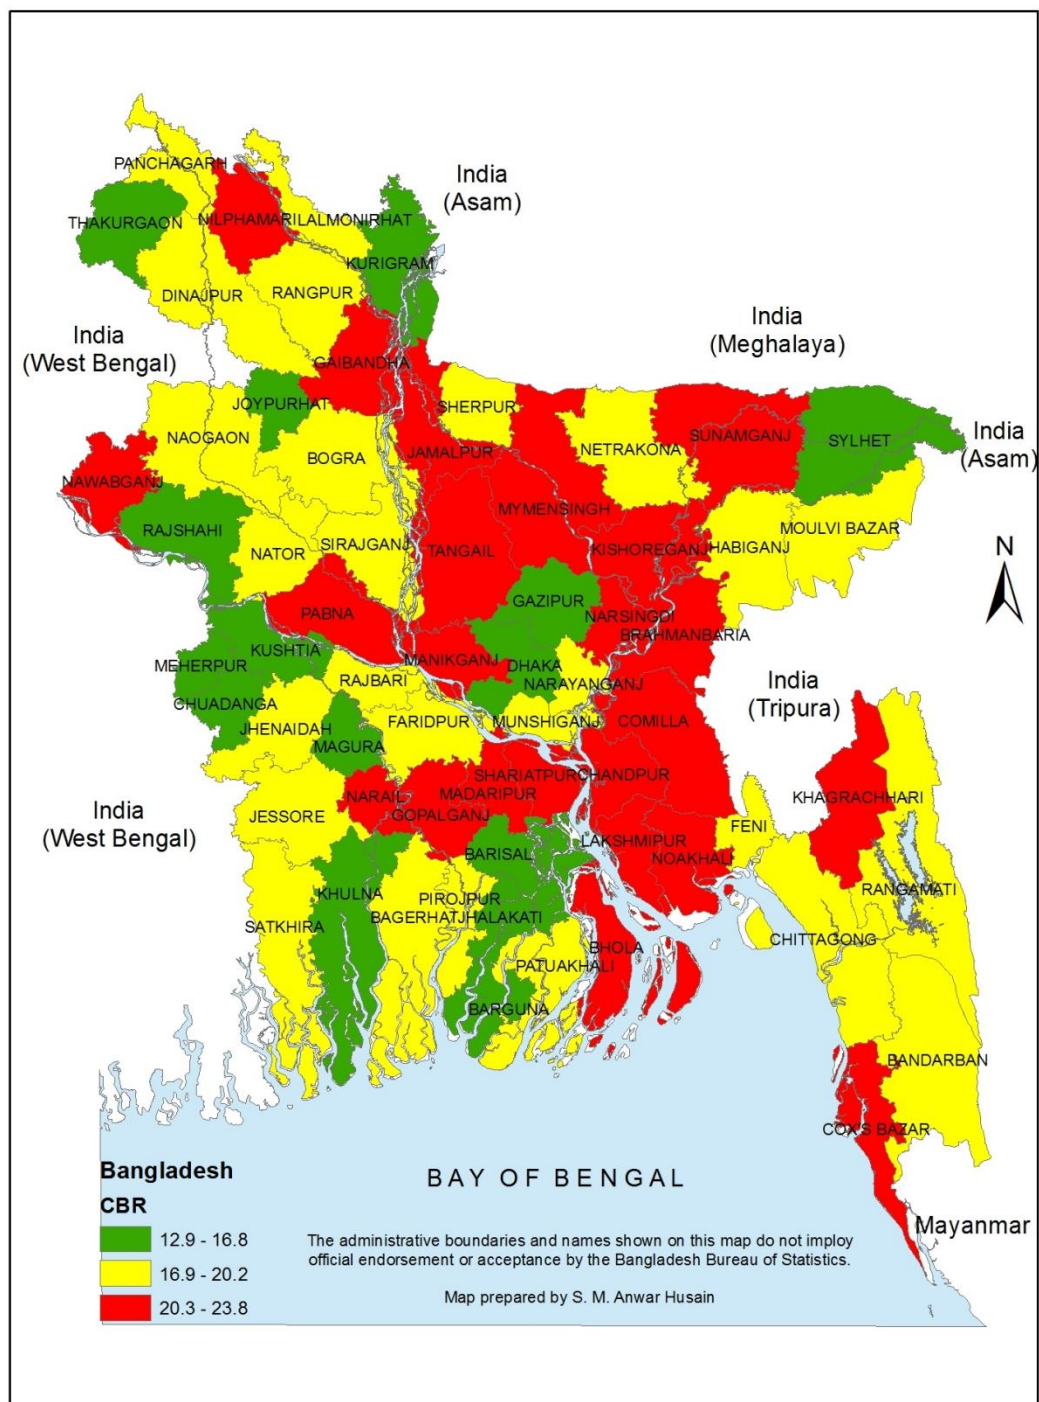 PANCHAGARH
India
(Asam)
THAKURGAON
NILPHAMARI
LALMONIRHAT
KURIGRAM
DINAJPUR
RANGPUR
India
(West Bengal)
India
(Meghalaya)
GAIBANDHA
JOYPURHAT
SHERPUR
NAOGAON
BOGRA
JAMALPUR
NETRAKONA
SUNAMGANJ
SYLHET
India
(Asam)
NAWABGANJ
MYMENSINGH
RAJSHAHI
NATOR
SIRAJGANJ
TANGAIL
KISHOREGANJ
HABIGANJ
MOULVI BAZAR
N
GAZIPUR
PABNA
NARSINGDI
BRAHMANBARIA
KUSHTIA
MEHERPUR
MANIKGANJ
DHAKA
RAJBARI
NARAYANGANJ
CHUADANGA
India
(Tripura)
JHENAIDAH
FARIDPUR
MUNSHIGANJ
COMILLA
MAGURA
SHARIATPUR
CHANDPUR
MADARIPUR
NARAIL
KHAGRACHHARI
India
(West Bengal)
JESSORE
GOPALGANJ
FENI
LAKSHMIPUR
BARISAL
NOAKHALI
KHULNA
PIROJPUR
RANGAMATI
BAGERHAT
JHALAKATI
SATKHIRA
CHITTAGONG
BHOLA
PATUAKHALI
BARGUNA
BANDARBAN
COX'S BAZAR
Bangladesh
CBR
12.9 - 16.8
16.9 - 20.2
20.3 - 23.8
BAY OF BENGAL
Mayanmar
The administrative boundaries and names shown on this map do not imploy
official endorsement or acceptance by the Bangladesh Bureau of Statistics.
Map prepared by S. M. Anwar Husain